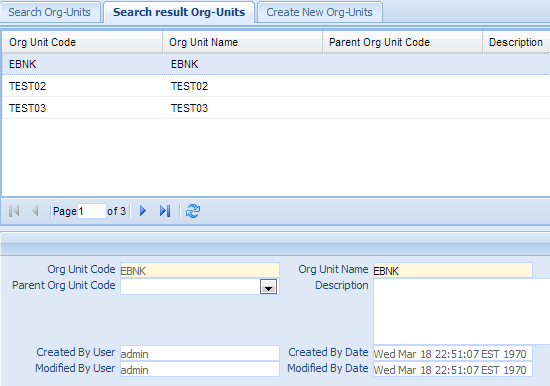 Search Org-Units Search result Org-Units Create New Org-Units
Org Unit Code Org Unit Name Parent Org Unit Code Description
EBNK EBNK
TEST02 TEST02
TEST03 TEST03
Page 1 of 3
Org Unit Code EBNK Org Unit Name EBNK
Parent Org Unit Code Description
Created By User admin Created By Date Wed Mar 18 22:51:07 EST 1970
Modified By User admin Modified By Date Wed Mar 18 22:51:07 EST 1970